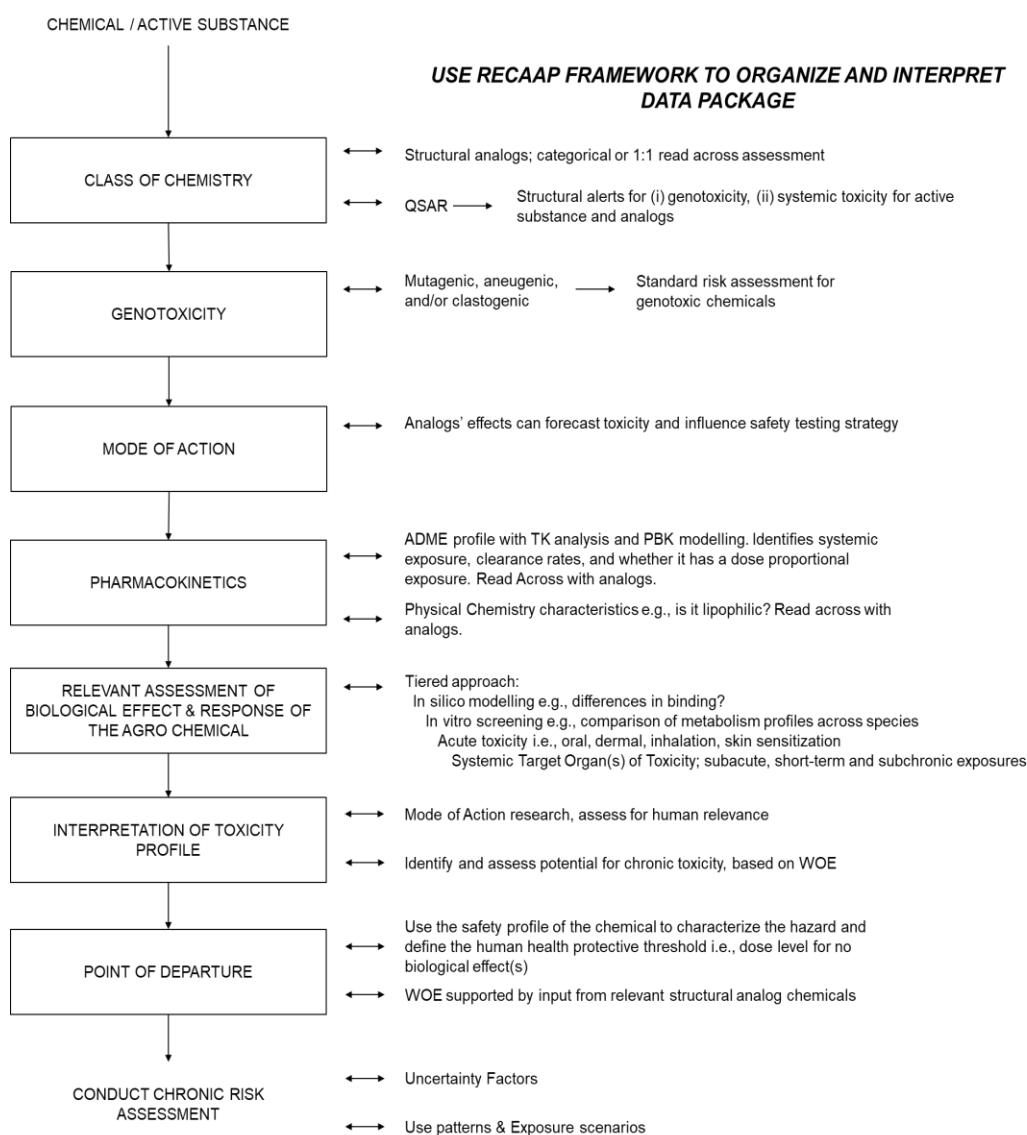 CHEMICAL / ACTIVE SUBSTANCE
USE RECAAP FRAMEWORK TO ORGANIZE AND INTERPRET
DATA PACKAGE
CLASS OF CHEMISTRY
Structural analogs; categorical or 1:1 read across assessment
QSAR
Structural alerts for (i) genotoxicity, (ii) systemic toxicity for active
substance and analogs
GENOTOXICITY
Mutagenic, aneugenic,
and/or clastogenic
Standard risk assessment for
genotoxic chemicals
MODE OF ACTION
Analogs' effects can forecast toxicity and influence safety testing strategy
PHARMACOKINETICS
ADME profile with TK analysis and PBK modelling. Identifies systemic
exposure, clearance rates, and whether it has a dose proportional
exposure. Read Across with analogs.
Physical Chemistry characteristics e.g., is it lipophilic? Read across with
analogs.
RELEVANT ASSESSMENT OF
BIOLOGICAL EFFECT & RESPONSE OF
THE AGRO CHEMICAL
Tiered approach:
In silico modelling e.g., differences in binding?
In vitro screening e.g., comparison of metabolism profiles across species
Acute toxicity i.e., oral, dermal, inhalation, skin sensitization
Systemic Target Organ(s) of Toxicity; subacute, short-term and subchronic exposures
INTERPRETATION OF TOXICITY
PROFILE
Mode of Action research, assess for human relevance
Identify and assess potential for chronic toxicity, based on WOE
POINT OF DEPARTURE
Use the safety profile of the chemical to characterize the hazard and
define the human health protective threshold i.e., dose level for no
biological effect(s)
WOE supported by input from relevant structural analog chemicals
CONDUCT CHRONIC RISK
ASSESSMENT
Uncertainty Factors
Use patterns & Exposure scenarios